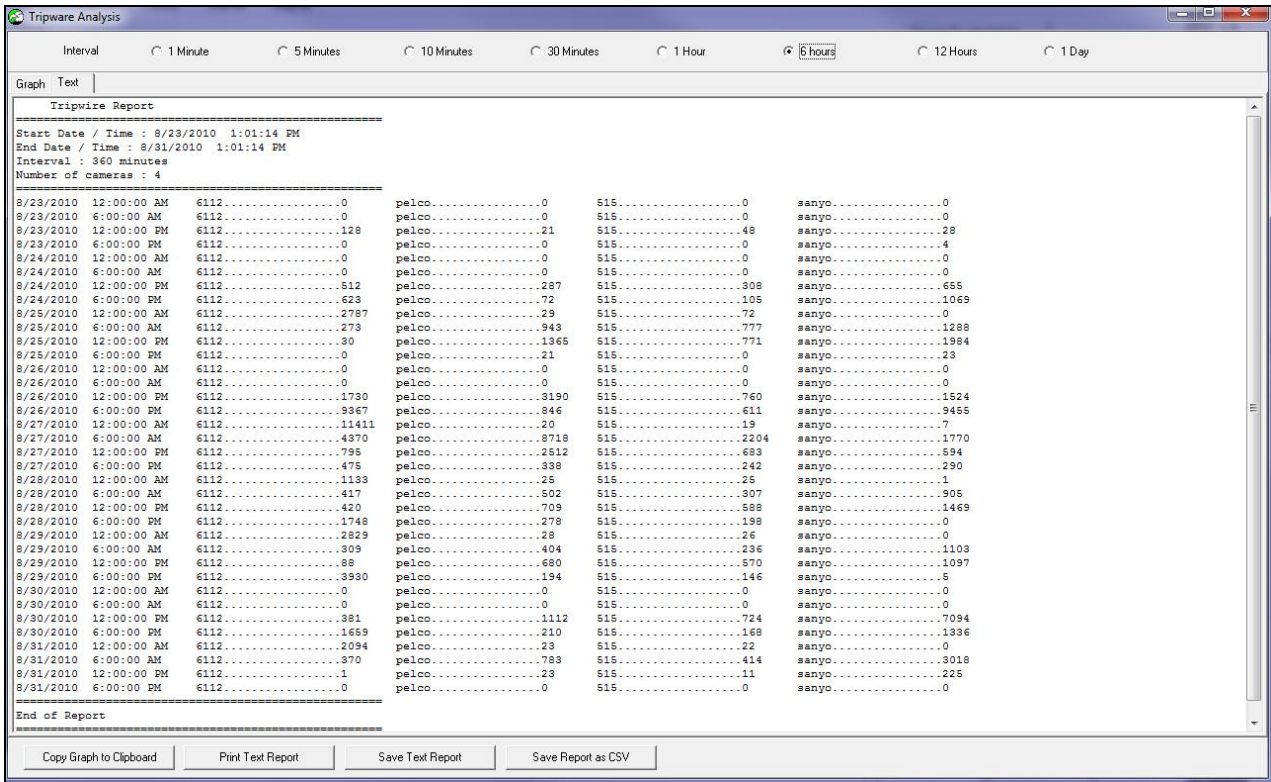 Tripware Analysis
Interval 1 Minute 5 Minutes 10 Minutes 30 Minutes 1 Hour 6 hours 12 Hours 1 Day
Graph Text
Tripwire Report
==========================================
Start Date / Time : 8/23/2010 1:01:14 PM
End Date / Time : 8/31/2010 1:01:14 PM
Interval : 360 minutes
Number of cameras : 4
==========================================
8/23/2010 12:00:00 AM 6112.................0 pelco................0 515..................0 sanyo................0
8/23/2010 6:00:00 AM 6112.................0 pelco................0 515..................0 sanyo................0
8/23/2010 12:00:00 PM 6112.................128 pelco................21 515..................48 sanyo................28
8/23/2010 6:00:00 PM 6112.................0 pelco................0 515..................0 sanyo................4
8/24/2010 12:00:00 AM 6112.................0 pelco................0 515..................0 sanyo................0
8/24/2010 6:00:00 AM 6112.................0 pelco................0 515..................0 sanyo................0
8/24/2010 12:00:00 PM 6112.................512 pelco................287 515..................308 sanyo................655
8/24/2010 6:00:00 PM 6112.................623 pelco................72 515..................105 sanyo................1069
8/25/2010 12:00:00 AM 6112.................2787 pelco................29 515..................72 sanyo................0
8/25/2010 6:00:00 AM 6112.................273 pelco................943 515..................777 sanyo................1288
8/25/2010 12:00:00 PM 6112.................30 pelco................1365 515..................771 sanyo................1984
8/25/2010 6:00:00 PM 6112.................0 pelco................21 515..................0 sanyo................23
8/26/2010 12:00:00 AM 6112.................0 pelco................0 515..................0 sanyo................0
8/26/2010 6:00:00 AM 6112.................0 pelco................0 515..................0 sanyo................0
8/26/2010 12:00:00 PM 6112.................1730 pelco................3190 515..................760 sanyo................1524
8/26/2010 6:00:00 PM 6112.................9367 pelco................846 515..................611 sanyo................9455
8/27/2010 12:00:00 AM 6112.................11411 pelco................20 515..................19 sanyo................7
8/27/2010 6:00:00 AM 6112.................4370 pelco................8718 515..................2204 sanyo................1770
8/27/2010 12:00:00 PM 6112.................795 pelco................2512 515..................683 sanyo................594
8/27/2010 6:00:00 PM 6112.................475 pelco................338 515..................242 sanyo................290
8/28/2010 12:00:00 AM 6112.................1133 pelco................25 515..................25 sanyo................1
8/28/2010 6:00:00 AM 6112.................417 pelco................502 515..................307 sanyo................905
8/28/2010 12:00:00 PM 6112.................420 pelco................709 515..................588 sanyo................1469
8/28/2010 6:00:00 PM 6112.................1748 pelco................278 515..................198 sanyo................0
8/29/2010 12:00:00 AM 6112.................2829 pelco................28 515..................26 sanyo................0
8/29/2010 6:00:00 AM 6112.................309 pelco................404 515..................236 sanyo................1103
8/29/2010 12:00:00 PM 6112.................88 pelco................680 515..................570 sanyo................1097
8/29/2010 6:00:00 PM 6112.................3930 pelco................194 515..................146 sanyo................5
8/30/2010 12:00:00 AM 6112.................0 pelco................0 515..................0 sanyo................0
8/30/2010 6:00:00 AM 6112.................0 pelco................0 515..................0 sanyo................0
8/30/2010 12:00:00 PM 6112.................381 pelco................1112 515..................724 sanyo................7094
8/30/2010 6:00:00 PM 6112.................1659 pelco................210 515..................168 sanyo................1336
8/31/2010 12:00:00 AM 6112.................2094 pelco................23 515..................22 sanyo................0
8/31/2010 6:00:00 AM 6112.................370 pelco................783 515..................414 sanyo................3018
8/31/2010 12:00:00 PM 6112.................1 pelco................23 515..................11 sanyo................225
8/31/2010 6:00:00 PM 6112.................0 pelco................0 515..................0 sanyo................0
==========================================
End of Report
==========================================
Copy Graph to Clipboard Print Text Report Save Text Report Save Report as CSV